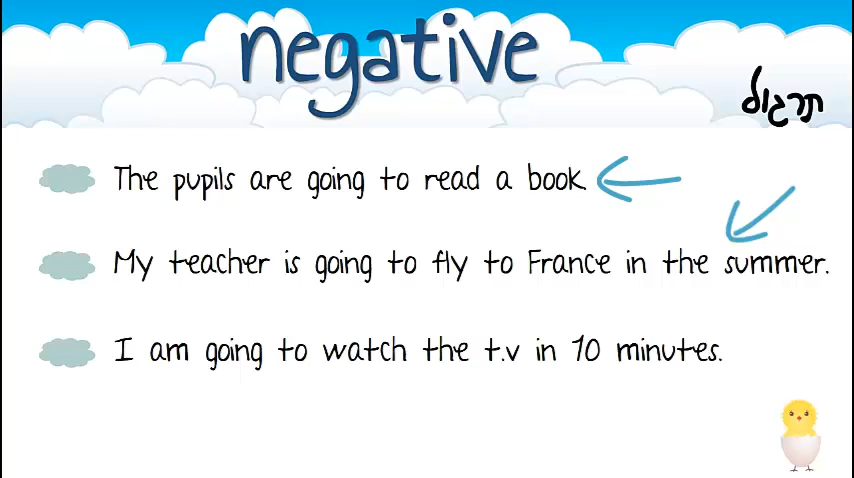 negative
תרגול
The pupils are going to read a book.
My teacher is going to fly to France in the summer.
I am going to watch the t.v in 10 minutes.